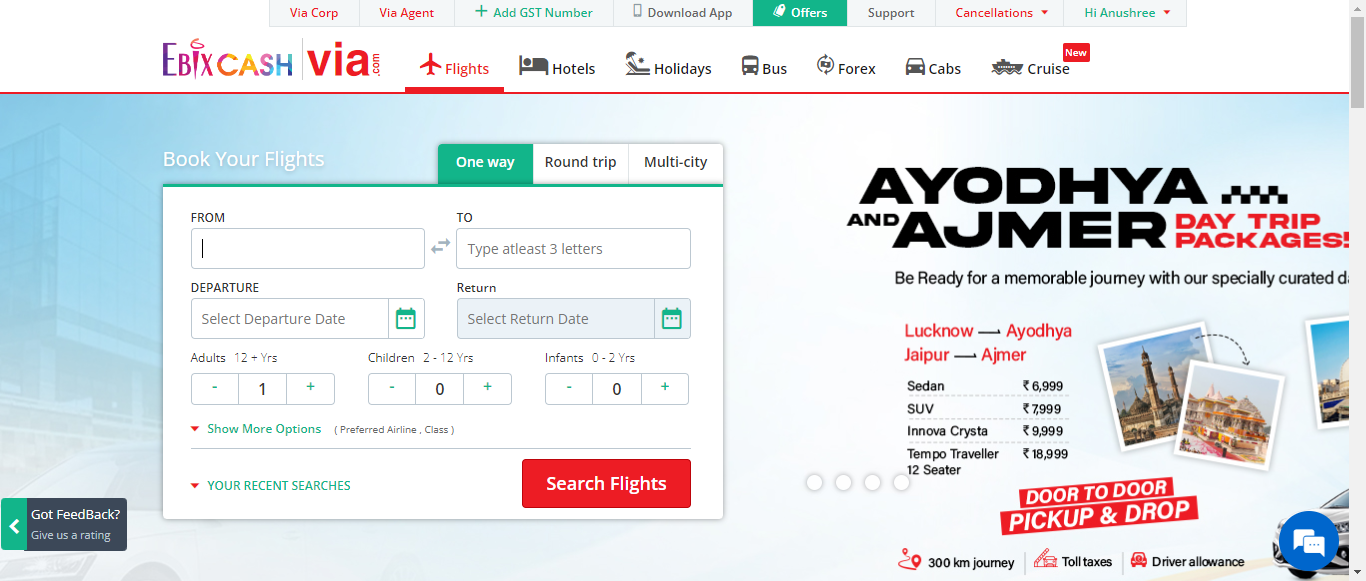 Via Corp
Via Agent
+ Add GST Number
Download App
Offers
Support
Cancellations
Hi Anushree
EBIXCASH via.com
Flights
Hotels
Holidays
Bus
Forex
Cabs
Cruise
New
Book Your Flights
One way
Round trip
Multi-city
FROM
TO
Type atleast 3 letters
DEPARTURE
Return
Select Departure Date
Select Return Date
Adults 12 + Yrs
Children 2 - 12 Yrs
Infants 0 - 2 Yrs
- 1 +
- 0 +
- 0 +
Show More Options ( Preferred Airline , Class )
YOUR RECENT SEARCHES
Search Flights
Got FeedBack?
Give us a rating
AYODHYA
AND AJMER DAY TRIP
PACKAGES!
Be Ready for a memorable journey with our specially curated
Lucknow Ayodhya
Jaipur Ajmer
Sedan ₹ 6,999
SUV ₹ 7,999
Innova Crysta ₹ 9,999
Tempo Traveller ₹ 18,999
12 Seater
DOOR TO DOOR
PICKUP & DROP
300 km journey
Toll taxes
Driver allowance